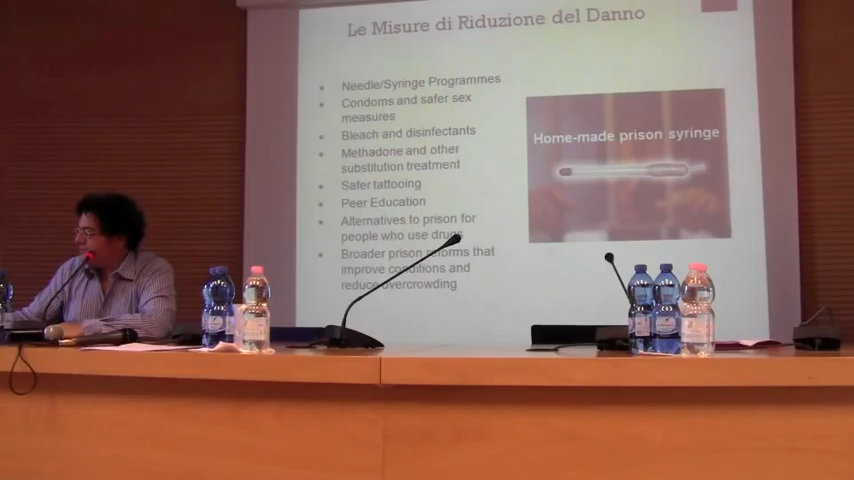 Le Misure di Riduzione del Danno
Needle/Syringe Programmes
Condoms and safer sex
measures
Bleach and disinfectants
Methadone and other
substitution treatment
Safer tattooing
Peer Education
Alternatives to prison for
people who use drugs
Broader prison reforms that
improve conditions and
reduce overcrowding
Home-made prison syringe